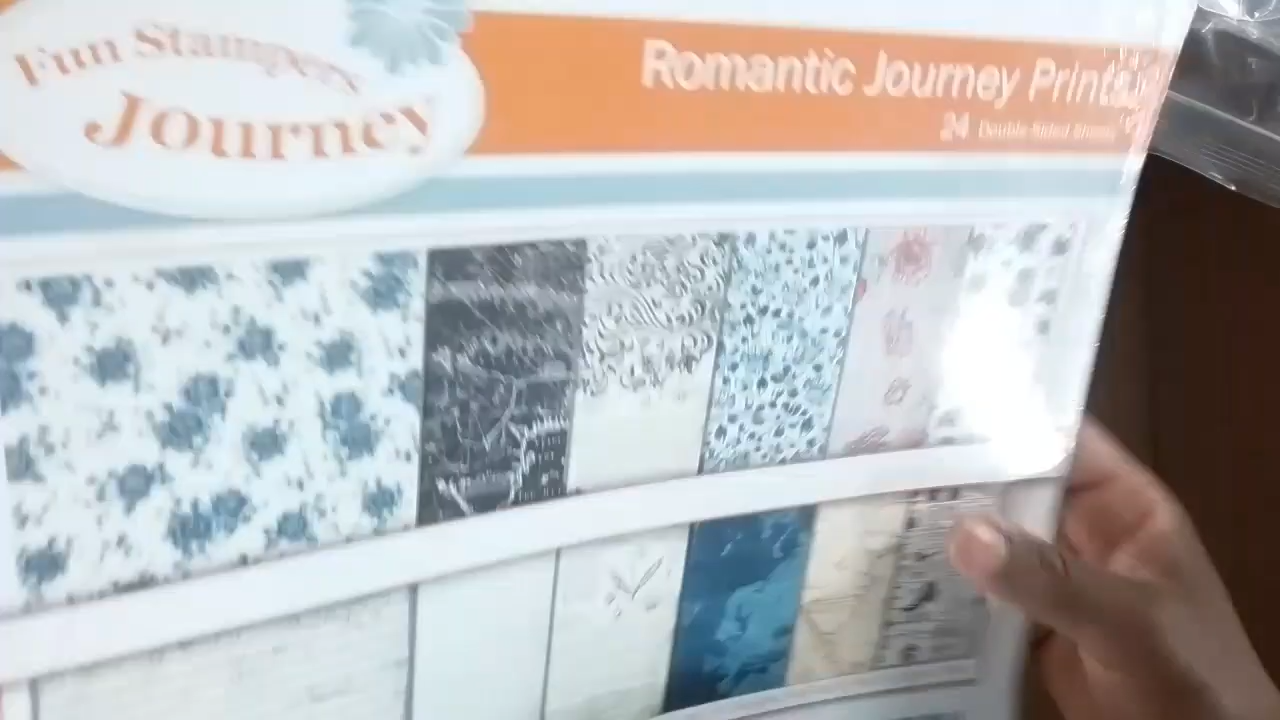 Fun Stampers
Journey
Romantic Journey Prints
24 Double-Sided Sheets